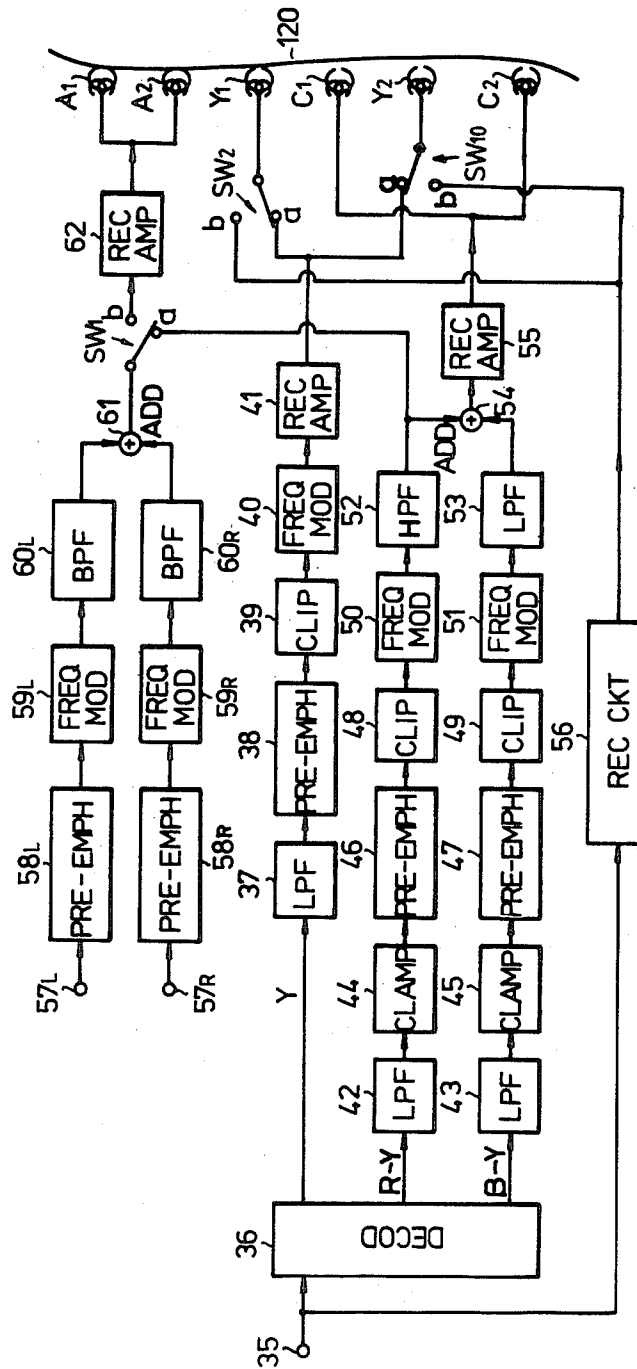 A1
A2
Y1
C1
Y2
C2
120
62
REC AMP
SW1
b
a
SW2
b
a
a
b
SW10
61
ADD
60L
BPF
BPF
60R
59L
FREQ MOD
FREQ MOD
59R
58L
PRE-EMPH
PRE-EMPH
58R
57L
57R
Y
37
LPF
38
PRE-EMPH
39
CLIP
40
FREQ MOD
41
REC AMP
35
36
DECOD
R-Y
42
LPF
44
CLAMP
46
PRE-EMPH
48
CLIP
50
FREQ MOD
52
HPF
B-Y
43
LPF
45
CLAMP
47
PRE-EMPH
49
CLIP
51
FREQ MOD
53
LPF
ADD
54
REC AMP
55
56
REC CKT